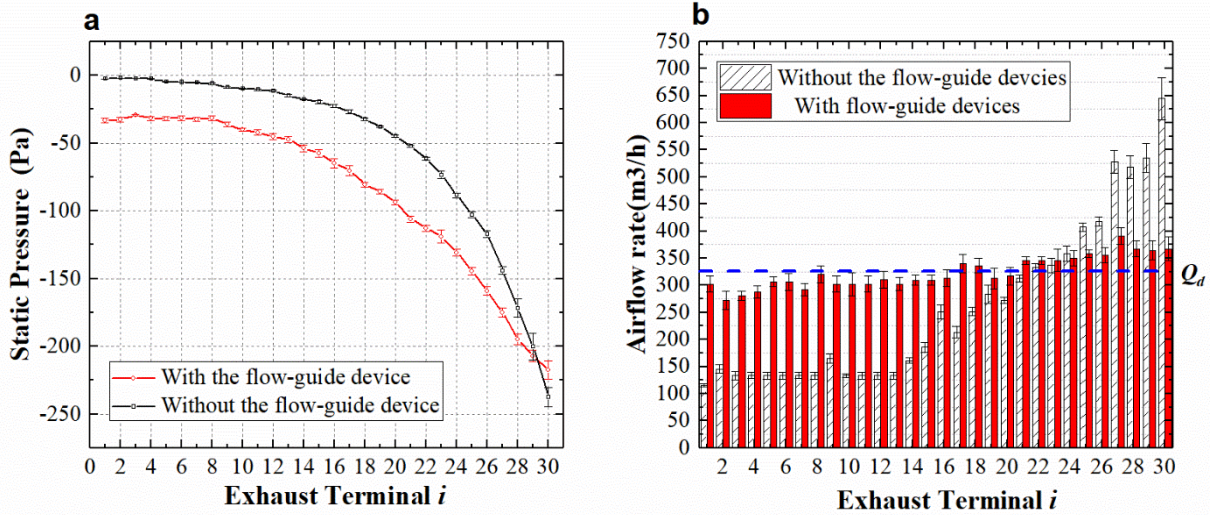 a
Static Pressure (Pa)
0
-50
-100
-150
-200
-250
With the flow-guide device
Without the flow-guide device
0 2 4 6 8 10 12 14 16 18 20 22 24 26 28 30
Exhaust Terminal i
b
Airflow rate(m3/h)
750
700
650
600
550
500
450
400
350
300
250
200
150
100
50
0
Without the flow-guide devcies
With flow-guide devices
Qd
2 4 6 8 10 12 14 16 18 20 22 24 26 28 30
Exhaust Terminal i